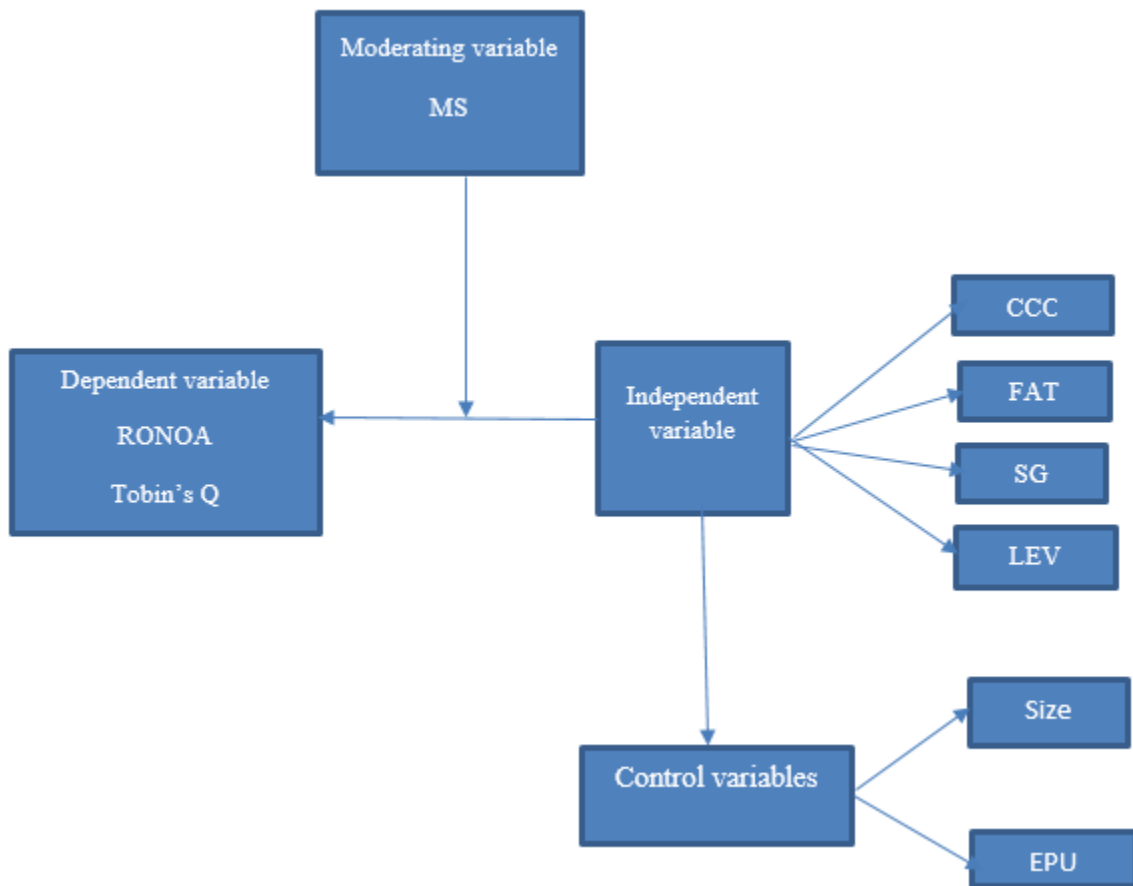 Moderating variable
MS
Dependent variable
RONOA
Tobin’s Q
Independent
variable
CCC
FAT
SG
LEV
Control variables
Size
EPU